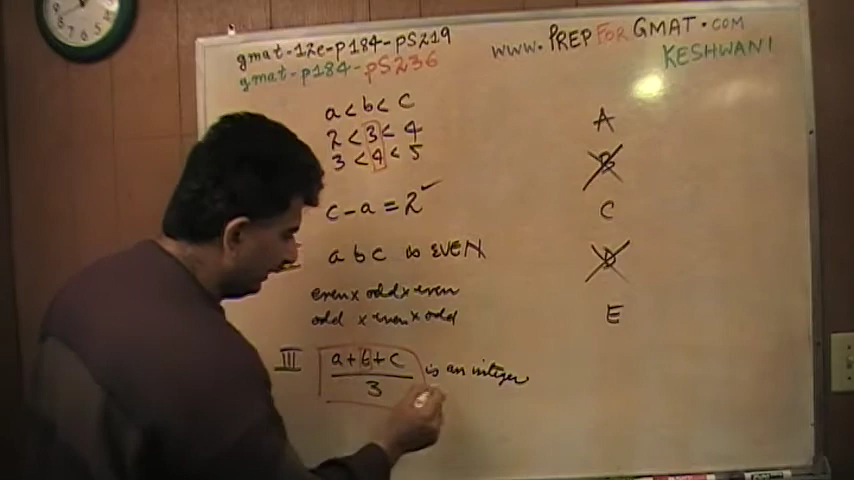 gmat-12e-p184-PS219
gmat-p184-PS236
www.PREPFORGMAT.COM
KESHWANI
a<b<c
2<3<4
3<4<5
c-a=2✓
abc is EVEN
even x odd x even
odd x even x odd
III a+b+c
3
is an integer
A
B
C
D
E